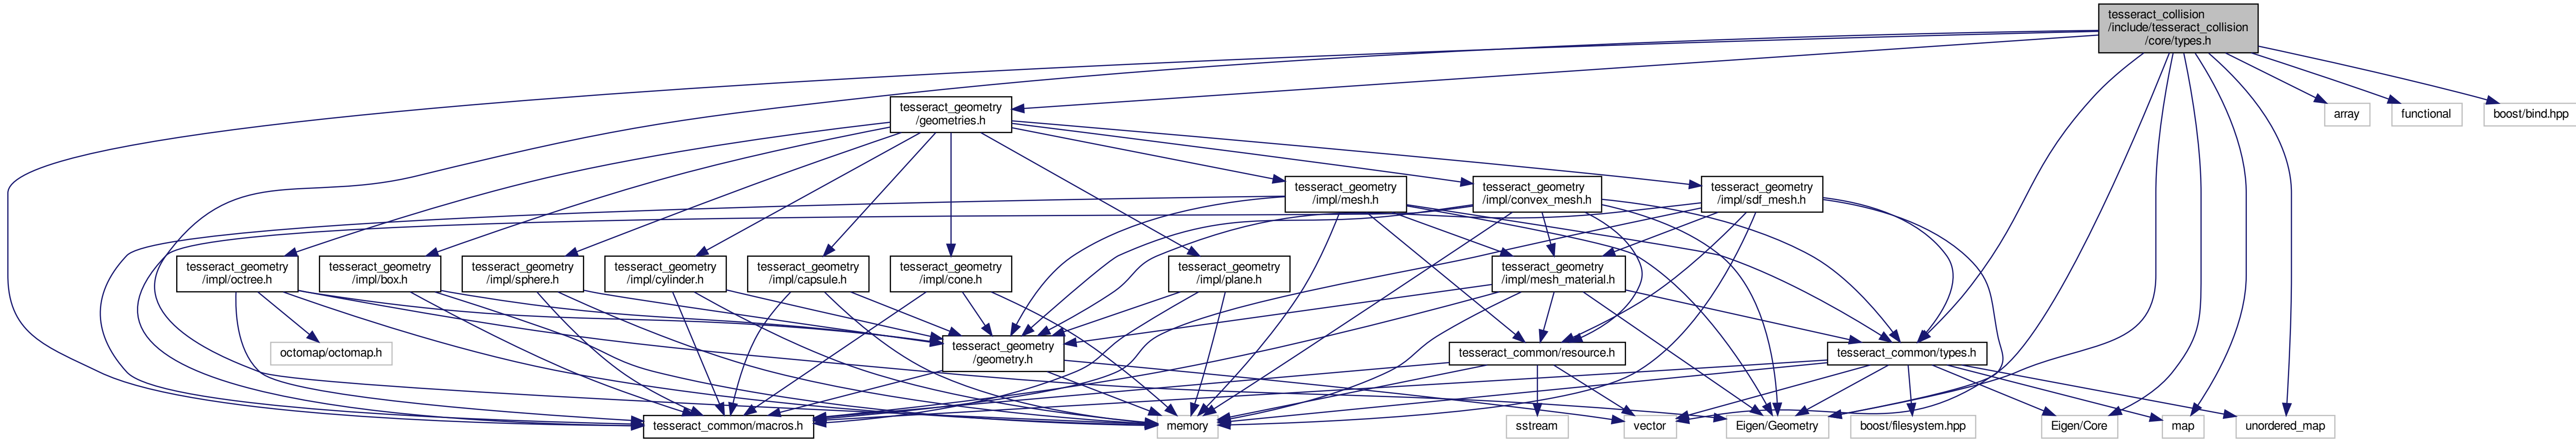 tesseract_collision
/include/tesseract_collision
/core/types.h
tesseract_geometry
/geometries.h
array
functional
boost/bind.hpp
tesseract_geometry
/impl/mesh.h
tesseract_geometry
/impl/convex_mesh.h
tesseract_geometry
/impl/sdf_mesh.h
tesseract_geometry
/impl/octree.h
tesseract_geometry
/impl/box.h
tesseract_geometry
/impl/sphere.h
tesseract_geometry
/impl/cylinder.h
tesseract_geometry
/impl/capsule.h
tesseract_geometry
/impl/cone.h
tesseract_geometry
/impl/plane.h
tesseract_geometry
/impl/mesh_material.h
octomap/octomap.h
tesseract_geometry
/geometry.h
tesseract_common/resource.h
tesseract_common/types.h
tesseract_common/macros.h
memory
sstream
vector
Eigen/Geometry
boost/filesystem.hpp
Eigen/Core
map
unordered_map